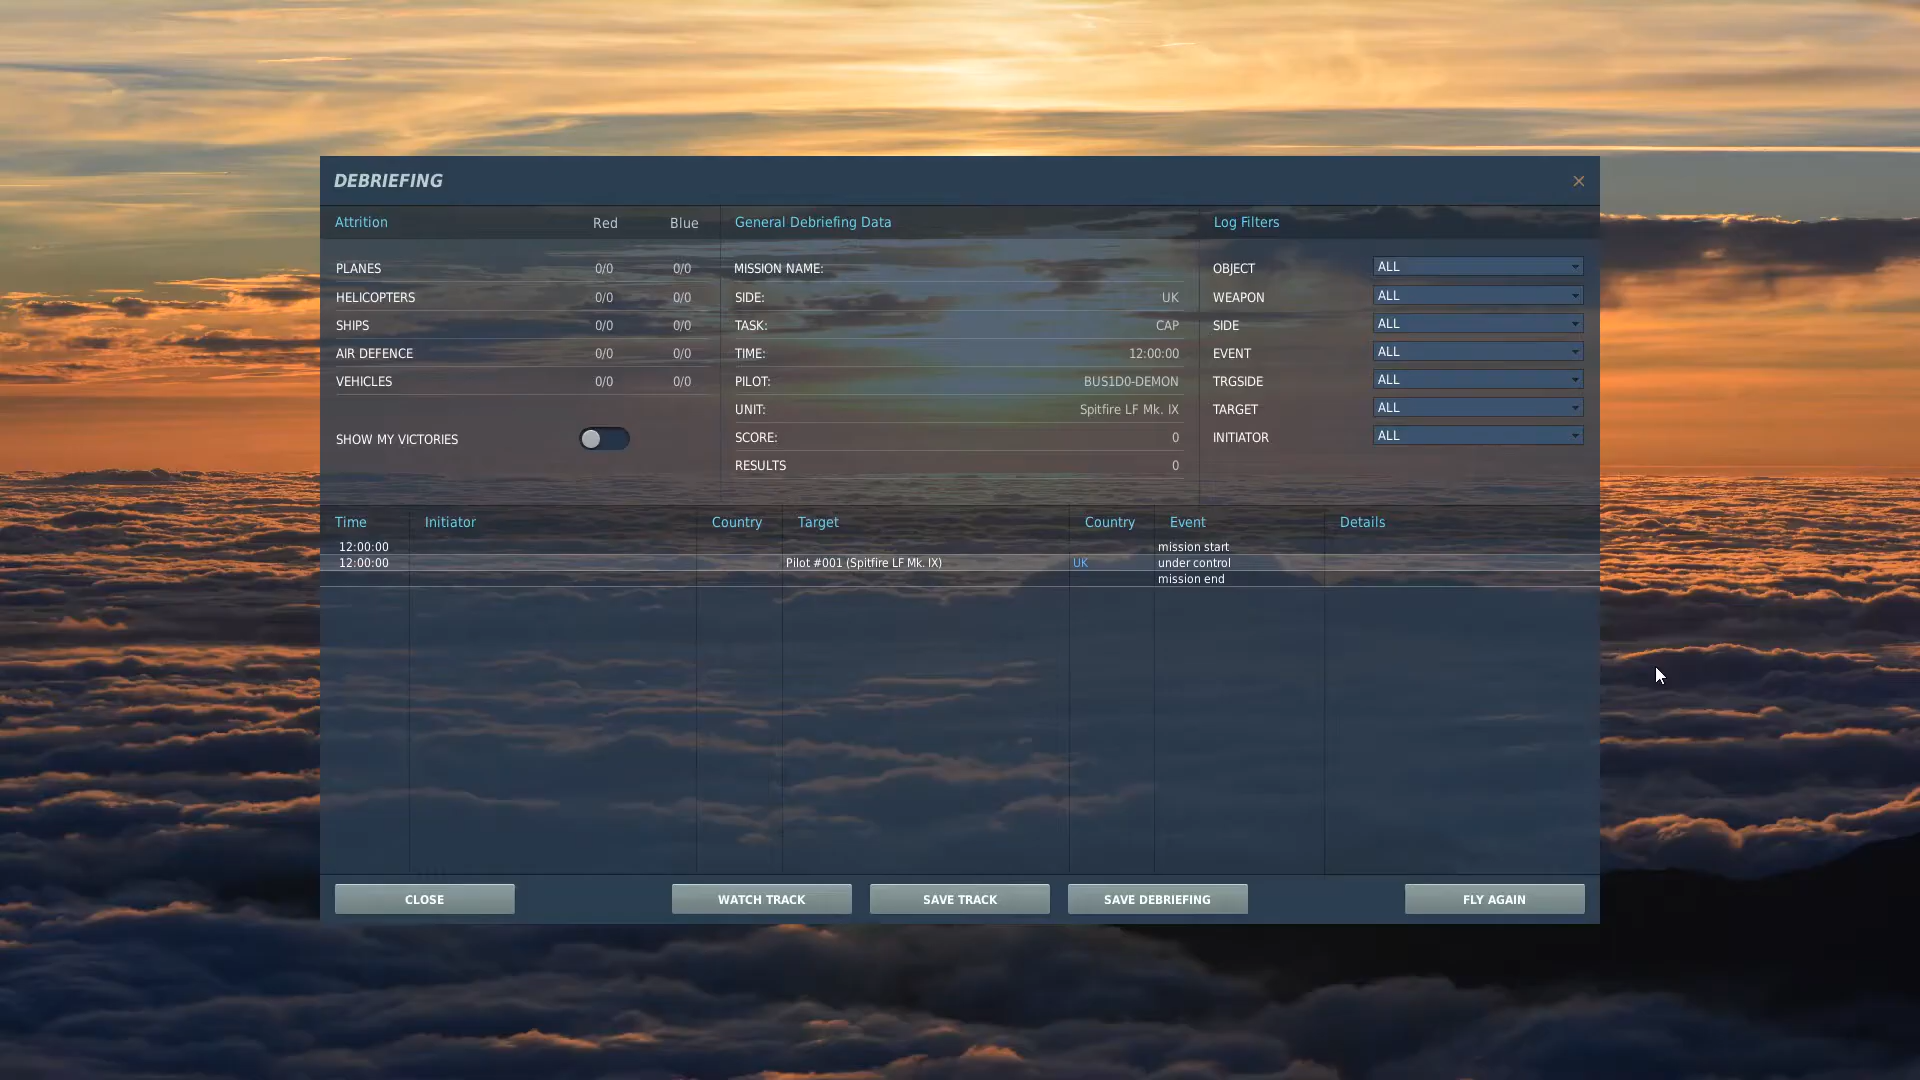 DEBRIEFING
Attrition Red Blue
PLANES 0/0 0/0
HELICOPTERS 0/0 0/0
SHIPS 0/0 0/0
AIR DEFENCE 0/0 0/0
VEHICLES 0/0 0/0
SHOW MY VICTORIES
General Debriefing Data
MISSION NAME:
SIDE: UK
TASK: CAP
TIME: 12:00:00
PILOT: BUS1D0-DEMON
UNIT: Spitfire LF Mk. IX
SCORE: 0
RESULTS 0
Log Filters
OBJECT ALL
WEAPON ALL
SIDE ALL
EVENT ALL
TRGSIDE ALL
TARGET ALL
INITIATOR ALL
Time Initiator Country Target Country Event Details
12:00:00 mission start
12:00:00 Pilot #001 (Spitfire LF Mk. IX) UK under control
mission end
CLOSE WATCH TRACK SAVE TRACK SAVE DEBRIEFING FLY AGAIN